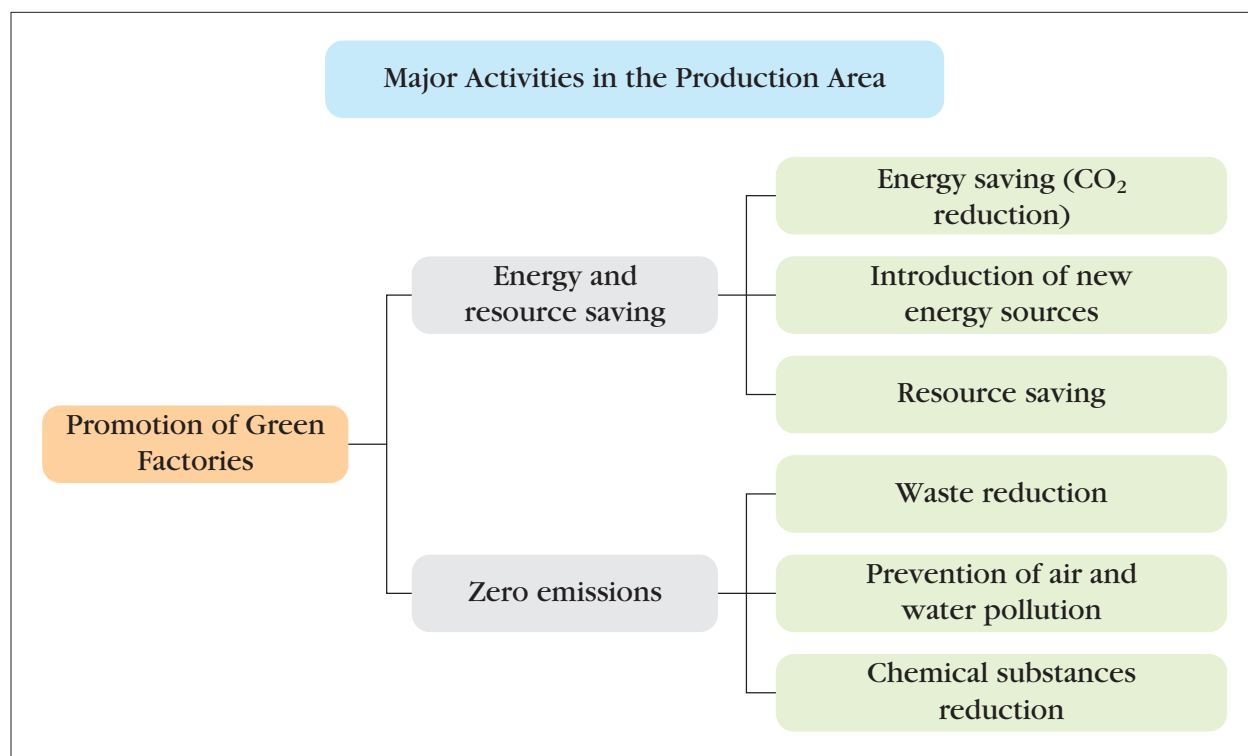 Major Activities in the Production Area
Energy saving (CO₂
reduction)
Energy and
resource saving
Introduction of new
energy sources
Resource saving
Promotion of Green
Factories
Waste reduction
Zero emissions
Prevention of air and
water pollution
Chemical substances
reduction